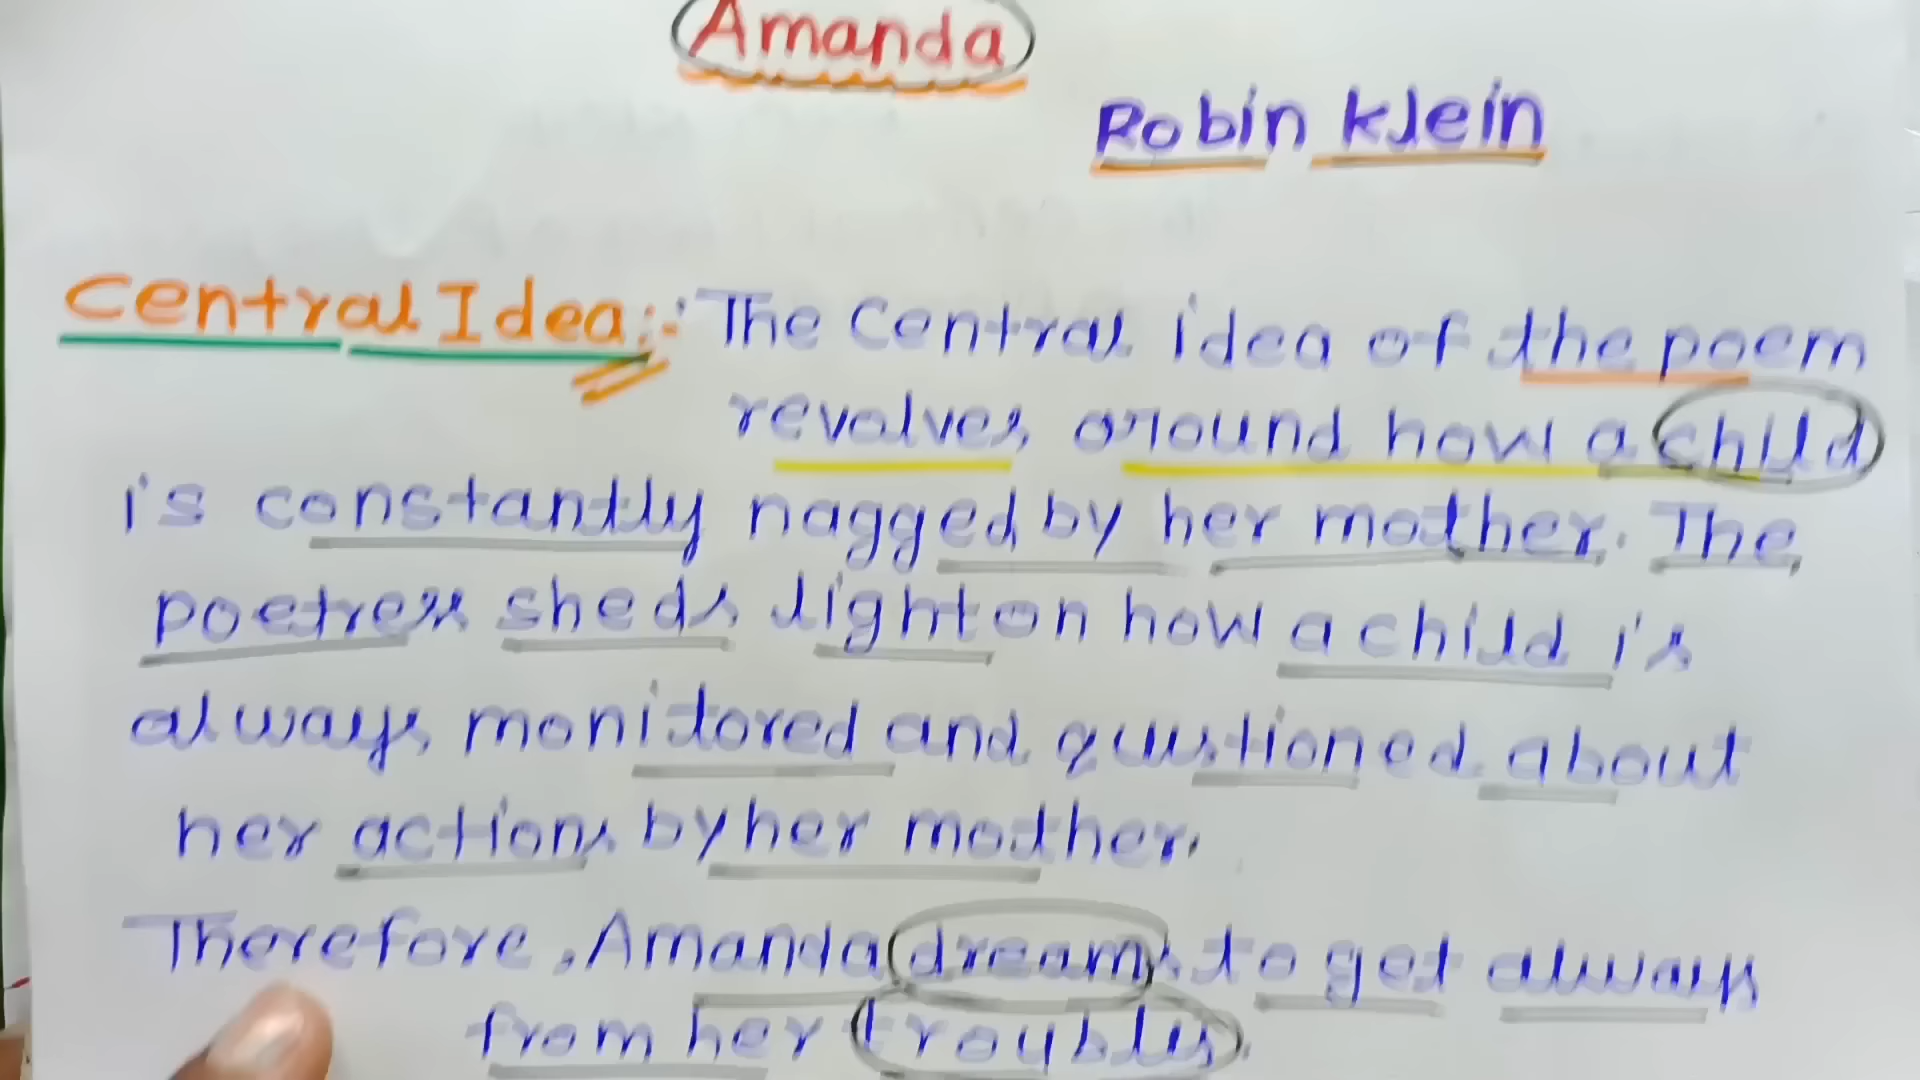 Amanda
Robin Klein
Central Idea:- The Central idea of the poem
revolves around how a child
is constantly nagged by her mother. The
poetress sheds light on how a child is
always monitored and questioned about
her actions by her mother.
Therefore, Amanda dreams to get always
from her troubles.